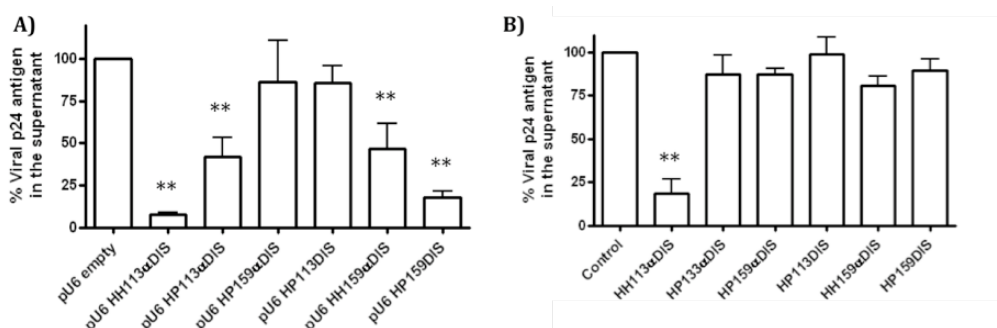 A)
% Viral p24 antigen
in the supernatant
100
75
50
25
0
**
**
**
**
pU6 empty
pU6 HH113αDIS
pU6 HP113αDIS
pU6 HP159αDIS
pU6 HP113DIS
pU6 HH159αDIS
pU6 HP159DIS
B)
% Viral p24 antigen
in the supernatant
100
75
50
25
0
**
Control
HH113αDIS
HP133αDIS
HP159αDIS
HP113DIS
HH159αDIS
HP159DIS